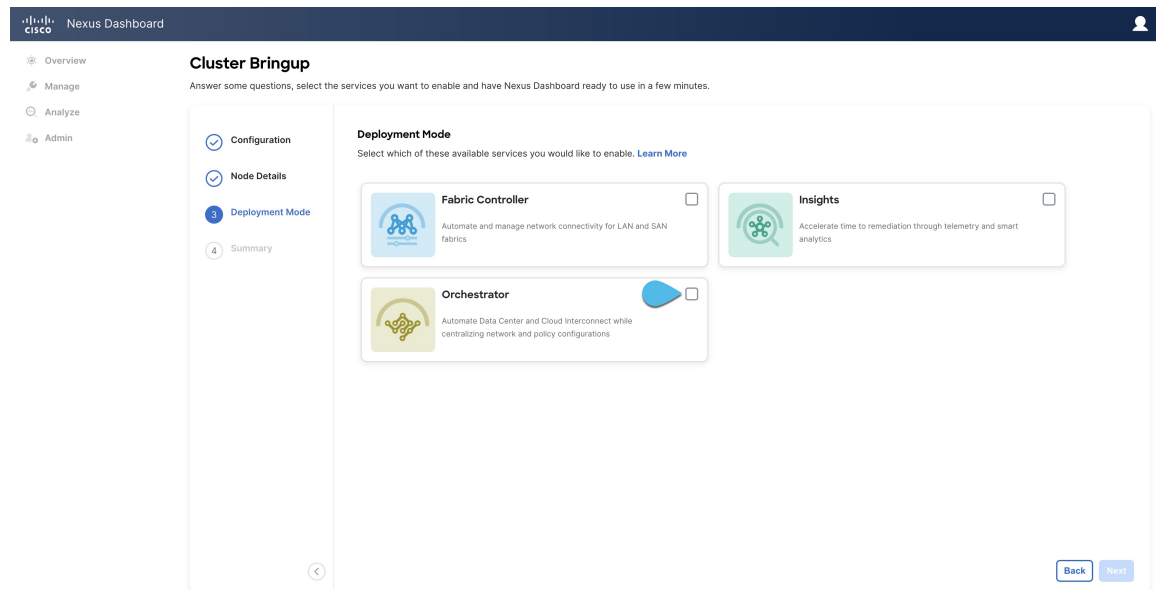 CISCO Nexus Dashboard
Overview
Manage
Analyze
Admin
Cluster Bringup
Answer some questions, select the services you want to enable and have Nexus Dashboard ready to use in a few minutes.
Configuration
Node Details
3 Deployment Mode
4 Summary
Deployment Mode
Select which of these available services you would like to enable. Learn More
Fabric Controller
Automate and manage network connectivity for LAN and SAN
fabrics
Insights
Accelerate time to remediation through telemetry and smart
analytics
Orchestrator
Automate Data Center and Cloud Interconnect while
centralizing network and policy configurations
Back Next